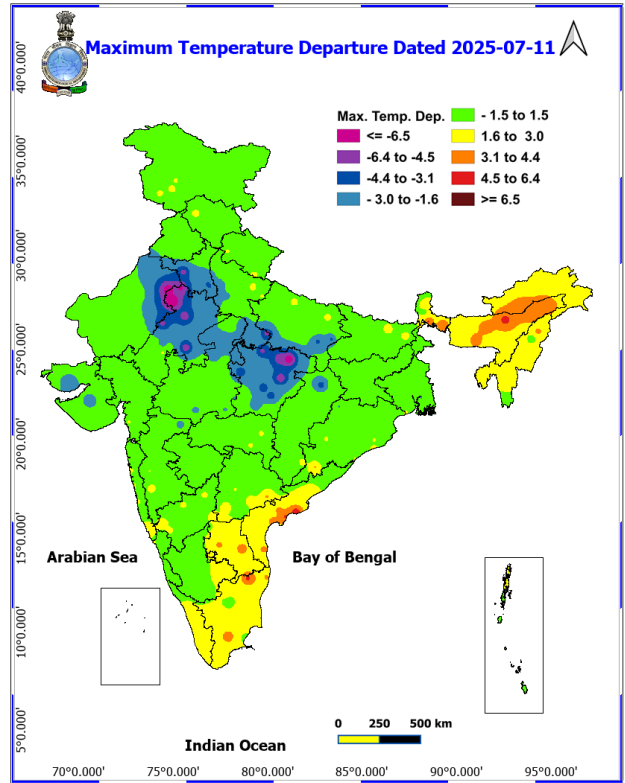 Maximum Temperature Departure Dated 2025-07-11
40°0.000'
Max. Temp. Dep.
<= -6.5
-6.4 to -4.5
-4.4 to -3.1
- 3.0 to -1.6
- 1.5 to 1.5
1.6 to 3.0
3.1 to 4.4
4.5 to 6.4
>= 6.5
35°0.000'
30°0.000'
25°0.000'
20°0.000'
15°0.000'
Arabian Sea
Bay of Bengal
10°0.000'
5°0.000'
0 250 500 km
Indian Ocean
70°0.000' 75°0.000' 80°0.000' 85°0.000' 90°0.000' 95°0.000'